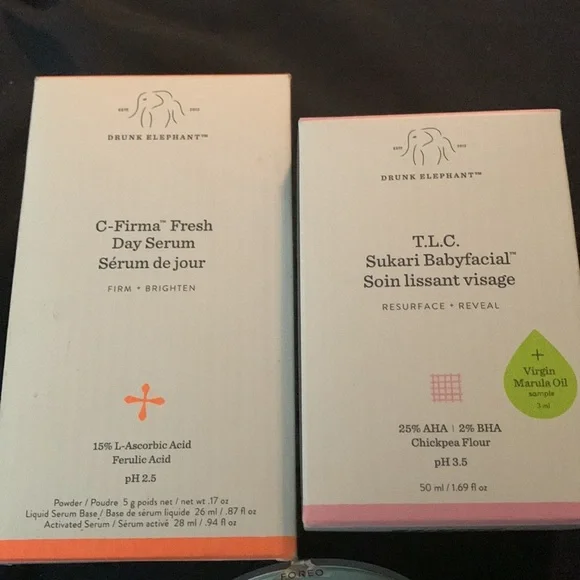 DRUNK ELEPHANT™
C-Firma™ Fresh
Day Serum
Sérum de jour
FIRM • BRIGHTEN
15% L-Ascorbic Acid
Ferulic Acid
pH 2.5
Powder / Poudre 5 g poids net / net wt .17 oz
Liquid Serum Base / Base de sérum liquide 26 ml / .87 fl oz
Activated Serum / Sérum activé 28 ml / .94 fl oz
DRUNK ELEPHANT™
T.L.C.
Sukari Babyfacial™
Soin lissant visage
RESURFACE • REVEAL
+
Virgin
Marula Oil
sample
3 ml
25% AHA | 2% BHA
Chickpea Flour
pH 3.5
50 ml / 1.69 fl oz
FOREO